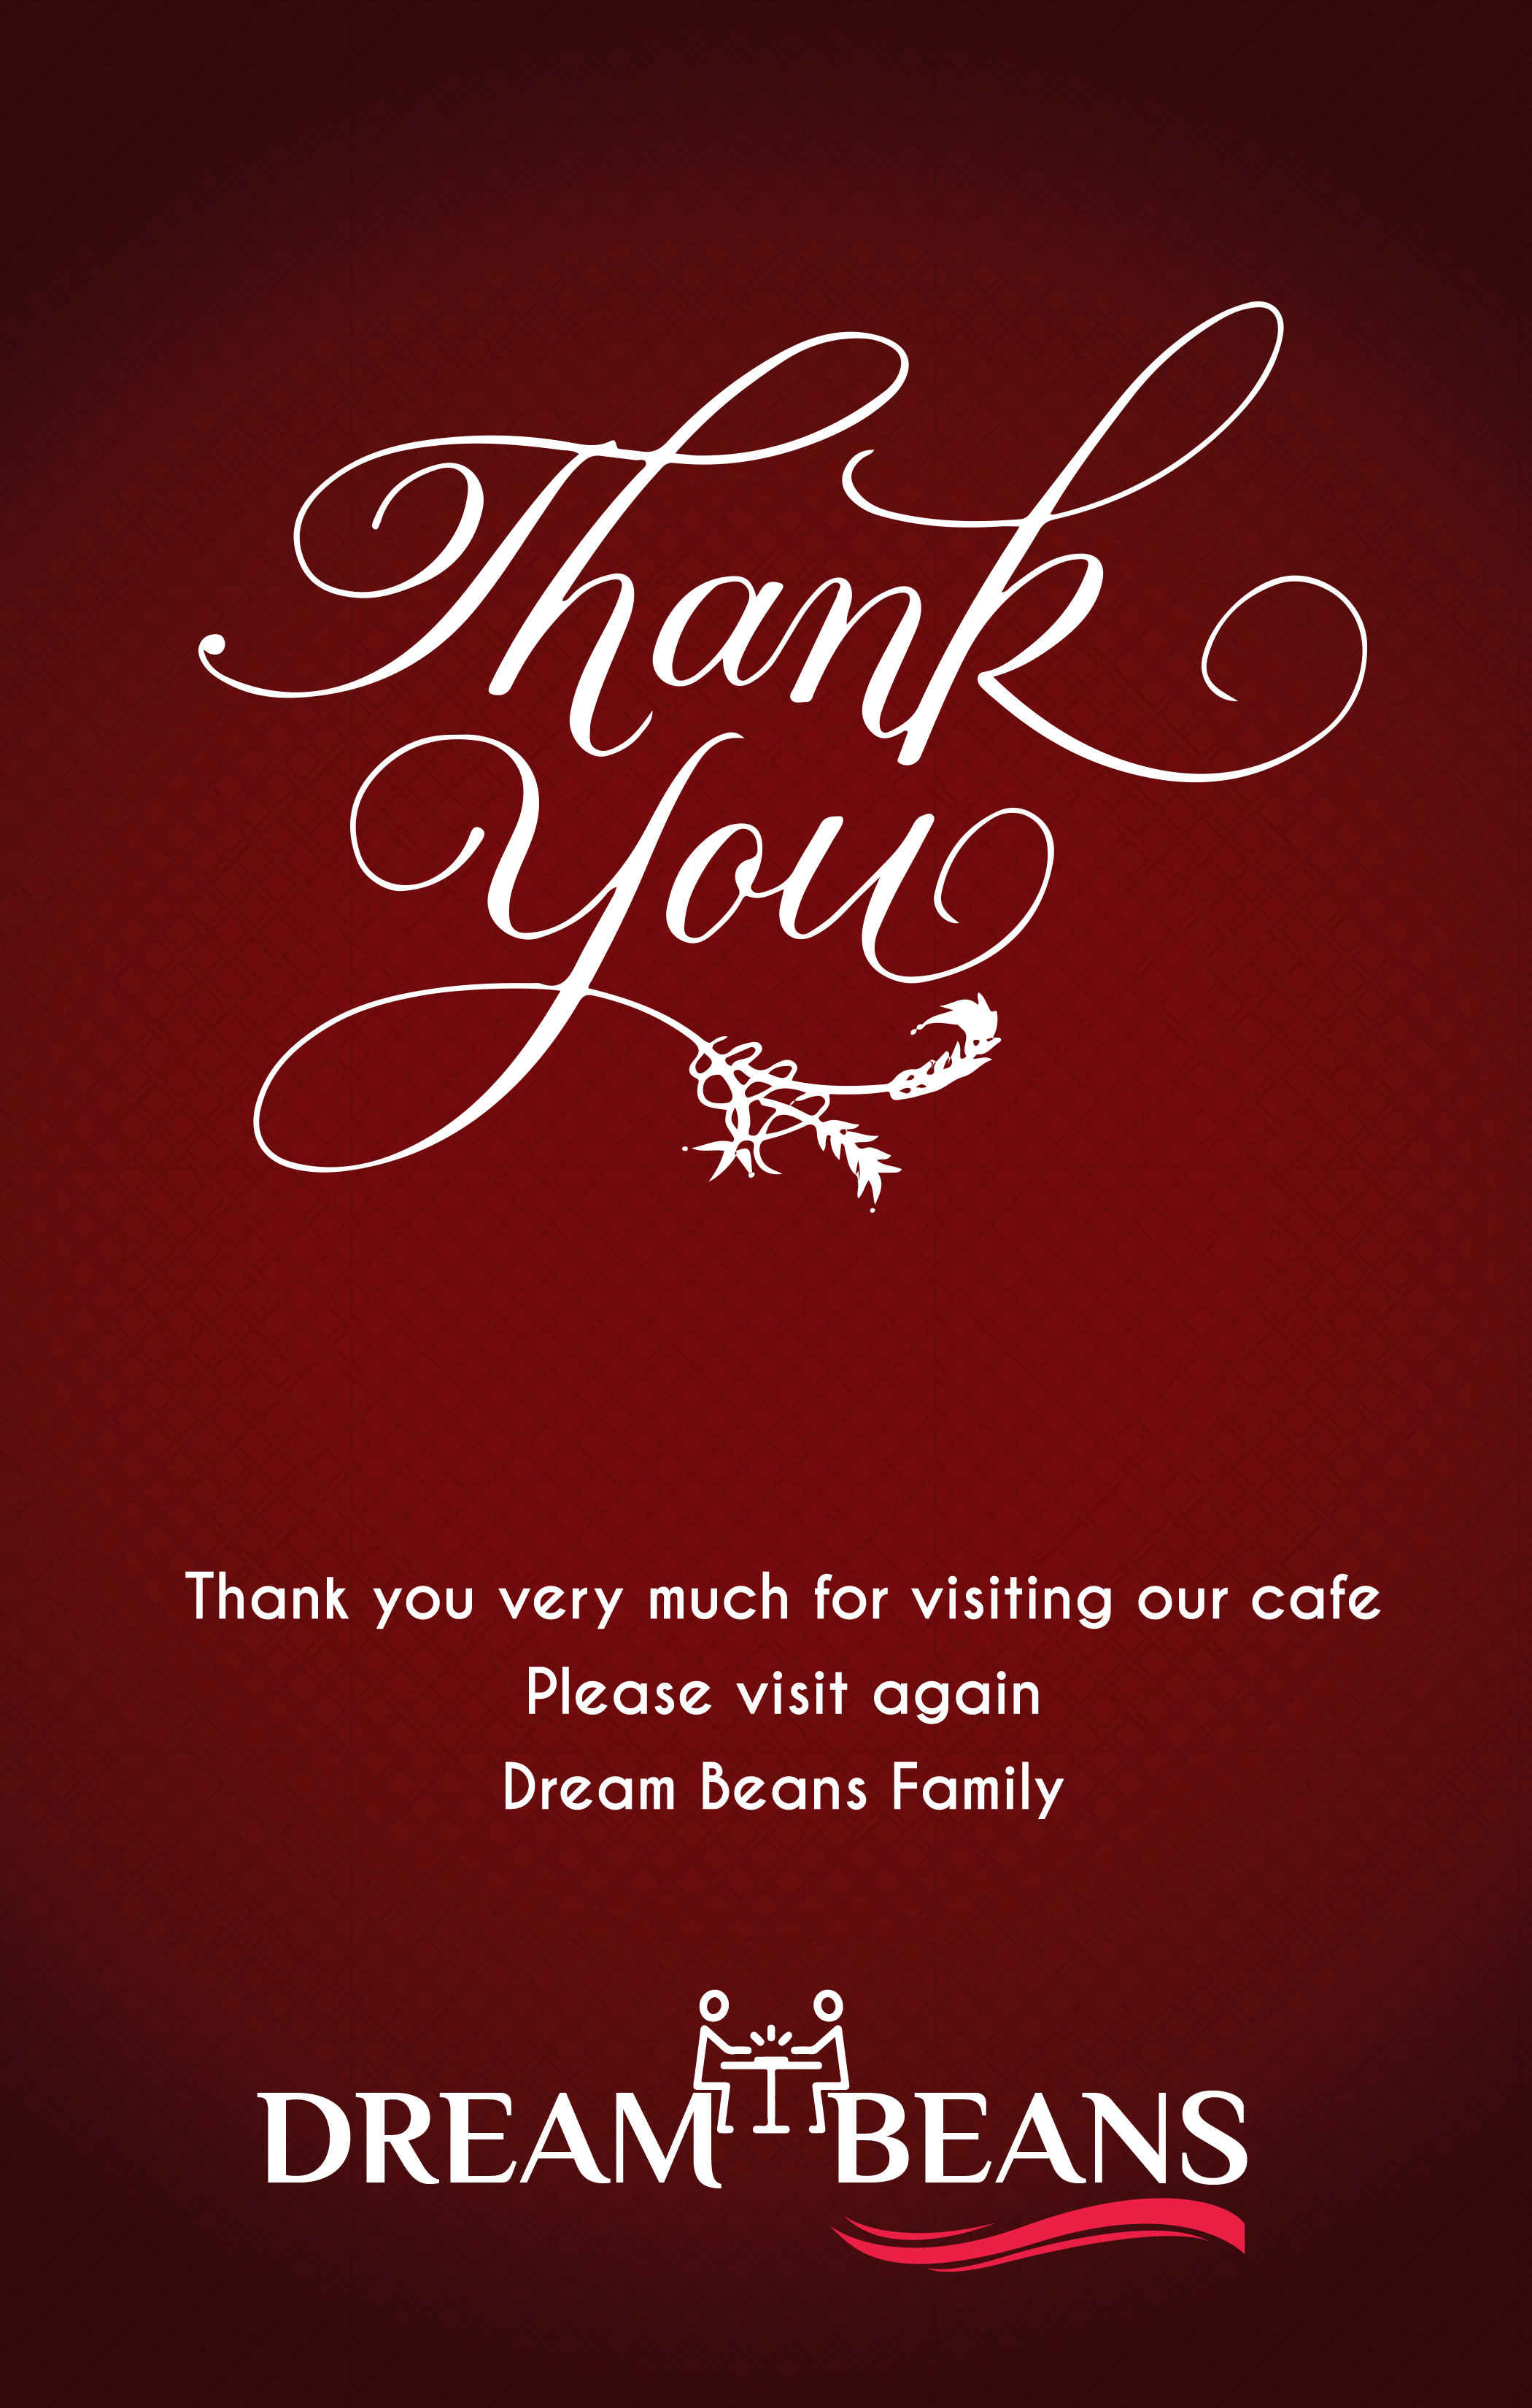 Thank
You
Thank you very much for visiting our cafe
Please visit again
Dream Beans Family
DREAM BEANS